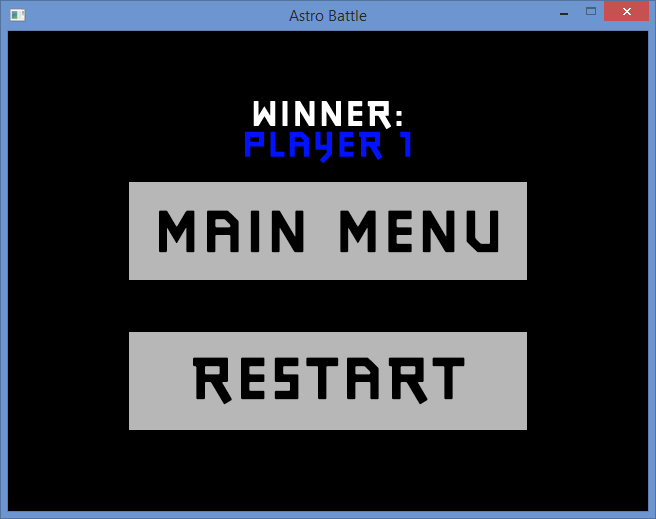 Astro Battle
WINNER:
PLAYER 1
MAIN MENU
RESTART